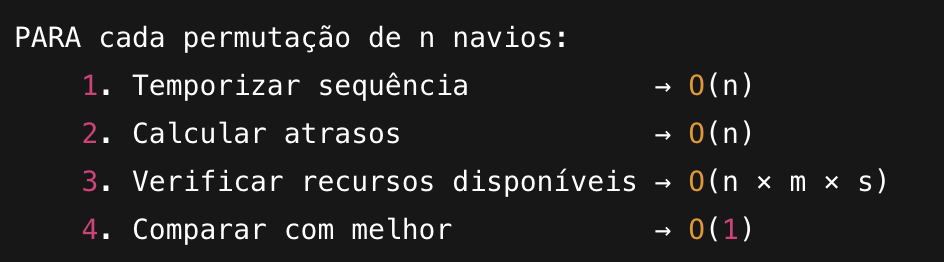 PARA cada permutação de n navios:
1. Temporizar sequência → O(n)
2. Calcular atrasos → O(n)
3. Verificar recursos disponíveis → O(n × m × s)
4. Comparar com melhor → O(1)